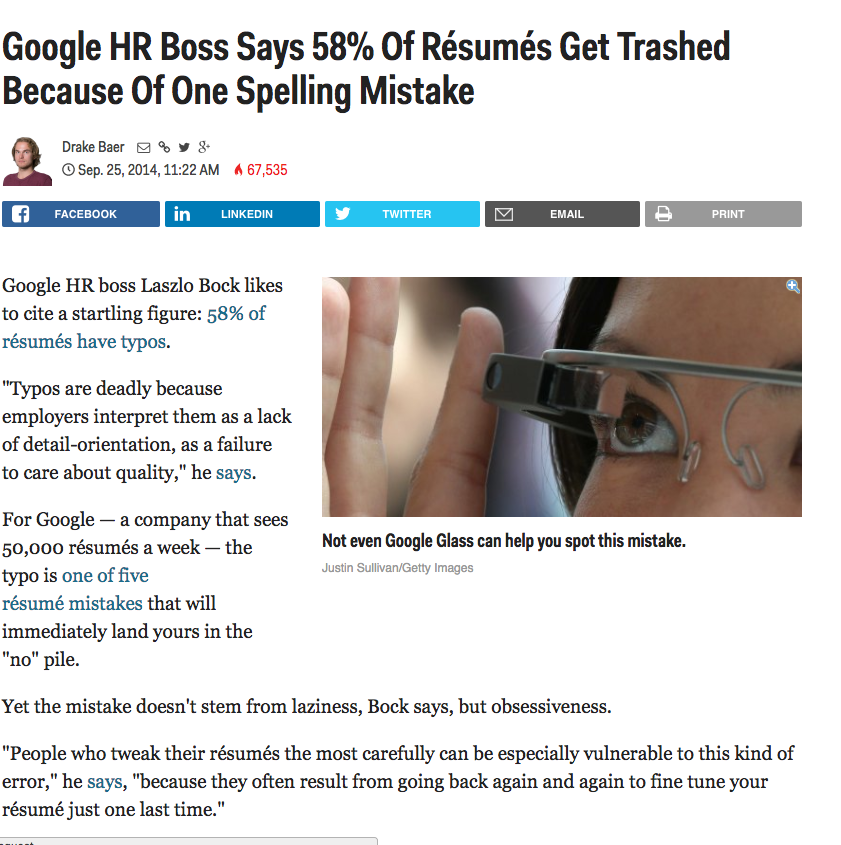 Google HR Boss Says 58% Of Résumés Get Trashed
Because Of One Spelling Mistake
Drake Baer
Sep. 25, 2014, 11:22 AM 67,535
FACEBOOK
LINKEDIN
TWITTER
EMAIL
PRINT
Google HR boss Laszlo Bock likes
to cite a startling figure: 58% of
résumés have typos.
"Typos are deadly because
employers interpret them as a lack
of detail-orientation, as a failure
to care about quality," he says.
For Google — a company that sees
50,000 résumés a week — the
typo is one of five
résumé mistakes that will
immediately land yours in the
"no" pile.
Not even Google Glass can help you spot this mistake.
Justin Sullivan/Getty Images
Yet the mistake doesn't stem from laziness, Bock says, but obsessiveness.
"People who tweak their résumés the most carefully can be especially vulnerable to this kind of
error," he says, "because they often result from going back again and again to fine tune your
résumé just one last time."